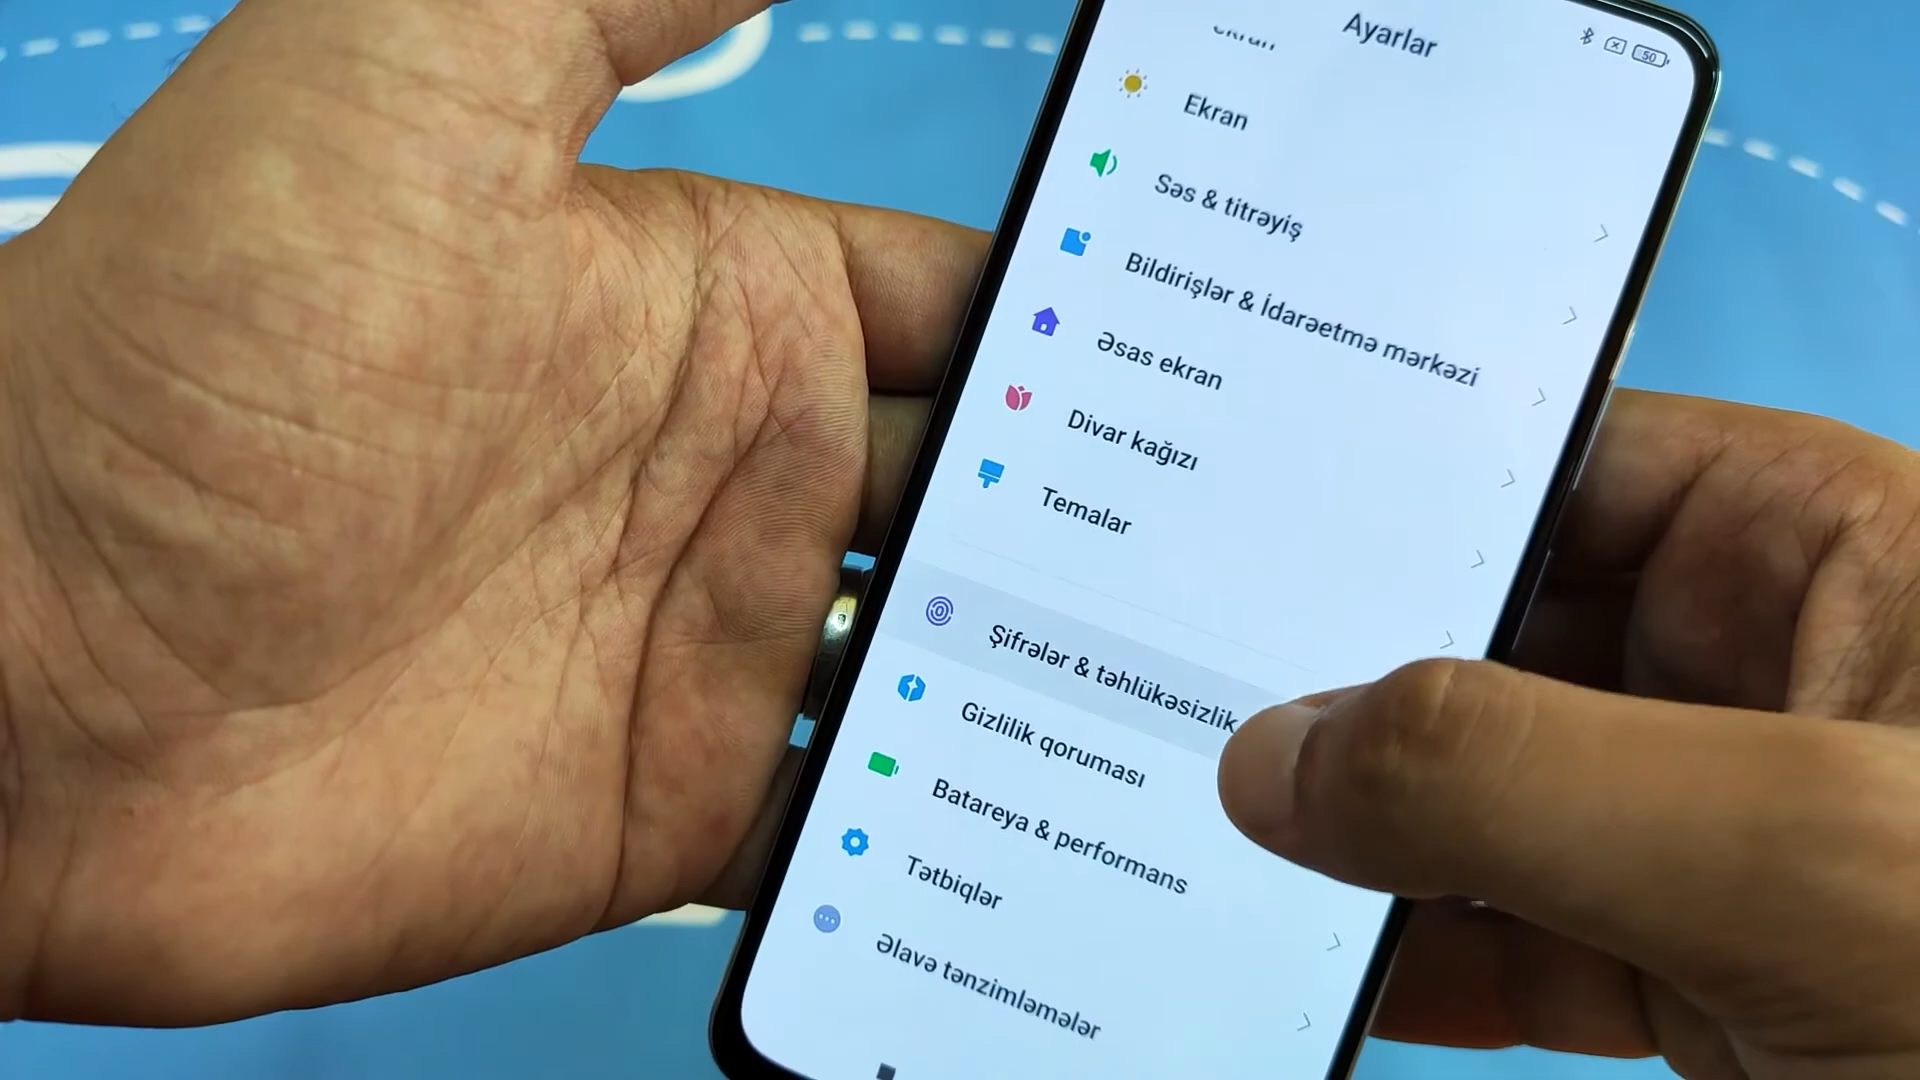 Ayarlar
50
Ekran
Səs & titrəyiş
Bildirişlər & İdarəetmə mərkəzi
Əsas ekran
Divar kağızı
Temalar
Şifrələr & təhlükəsizlik
Gizlilik qoruması
Batareya & performans
Tətbiqlər
Əlavə tənzimləmələr